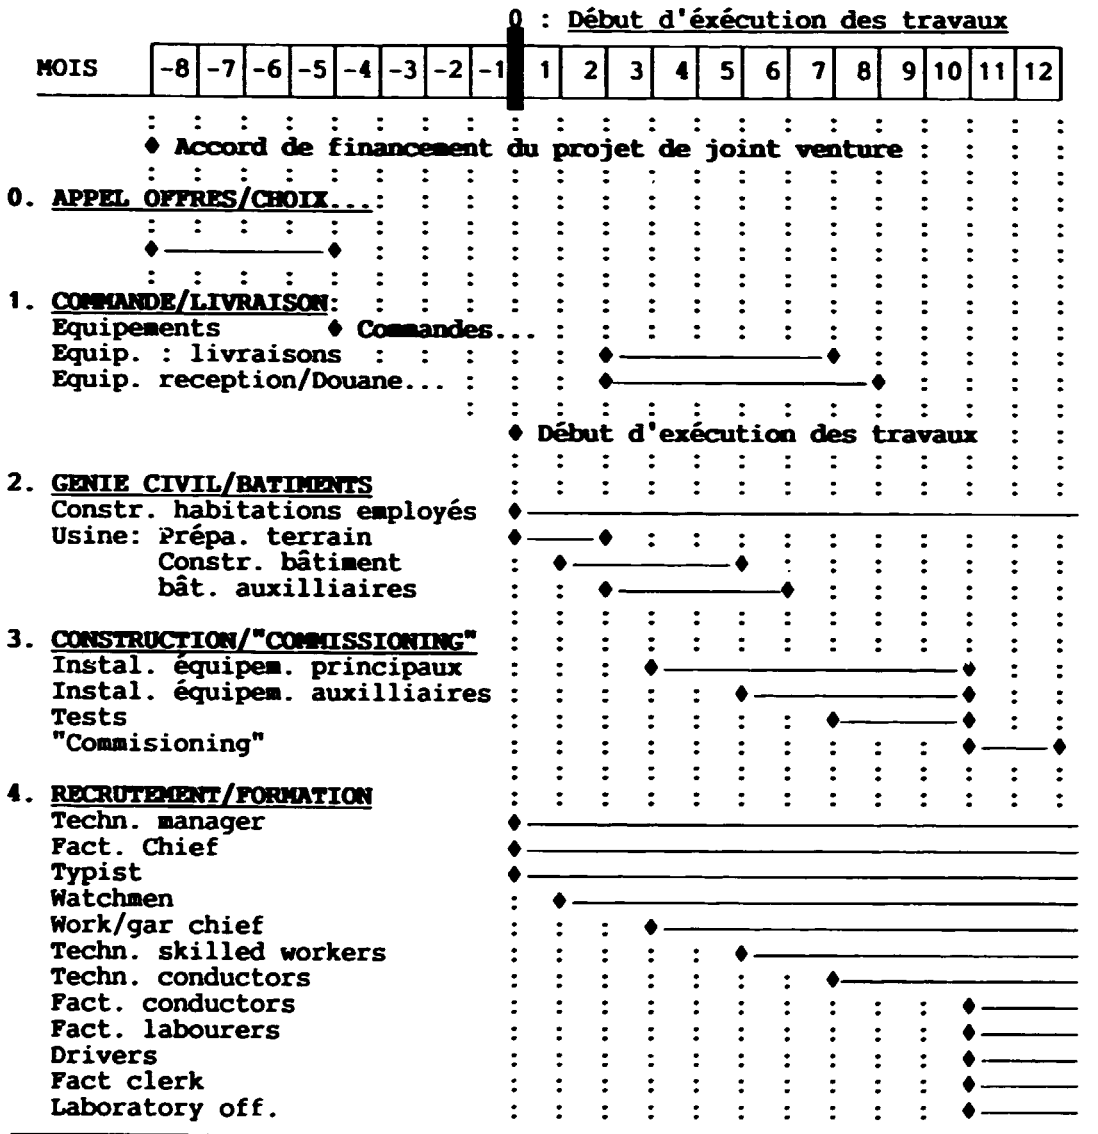 0 : Début d'éxécution des travaux
MOIS -8 -7 -6 -5 -4 -3 -2 -1 1 2 3 4 5 6 7 8 9 10 11 12
Accord de financement du projet de joint venture
0. APPEL OFFRES/CHOIX...
1. COMMANDE/LIVRAISON
Equipements Commandes...
Equip. : livraisons
Equip. reception/Douane...
Début d'exécution des travaux
2. GENIE CIVIL/BATIMENTS
Constr. habitations employés
Usine: Prépa. terrain
Constr. bâtiment
bât. auxilliaires
3. CONSTRUCTION/"COMMISSIONING"
Instal. équipem. principaux
Instal. équipem. auxilliaires
Tests
"Commisioning"
4. RECRUTEMENT/FORMATION
Techn. manager
Fact. Chief
Typist
Watchmen
Work/gar chief
Techn. skilled workers
Techn. conductors
Fact. conductors
Fact. labourers
Drivers
Fact clerk
Laboratory off.